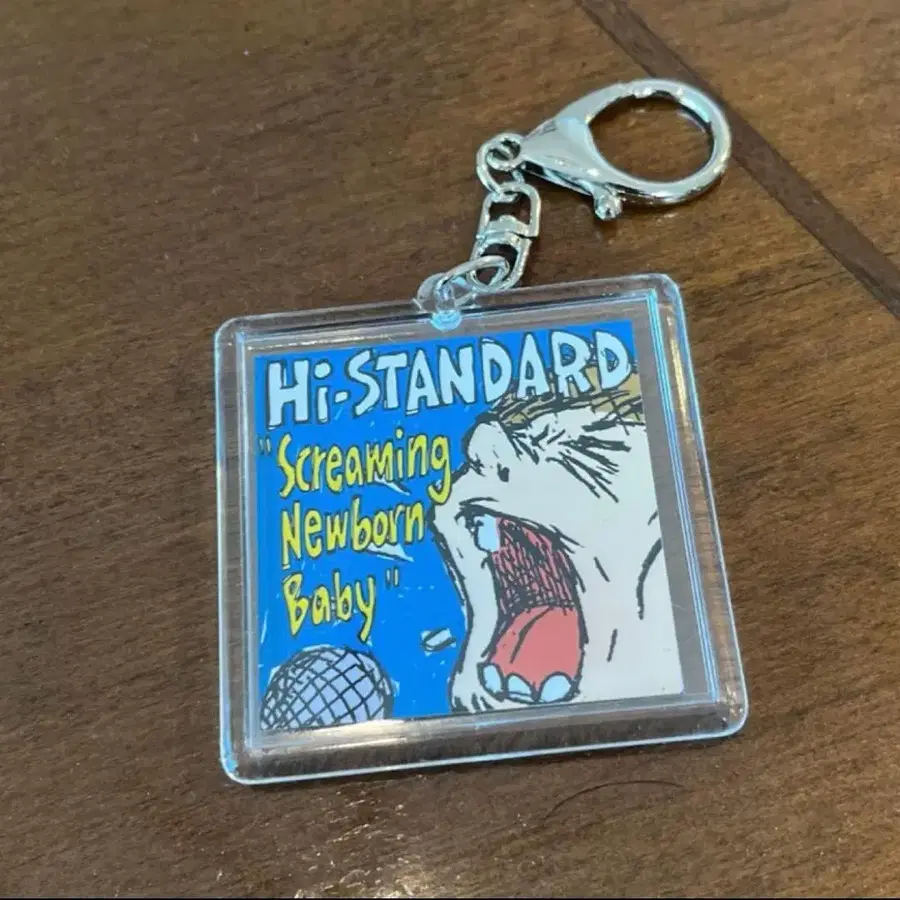 Hi-STANDARD
"Screaming
Newborn
Baby"